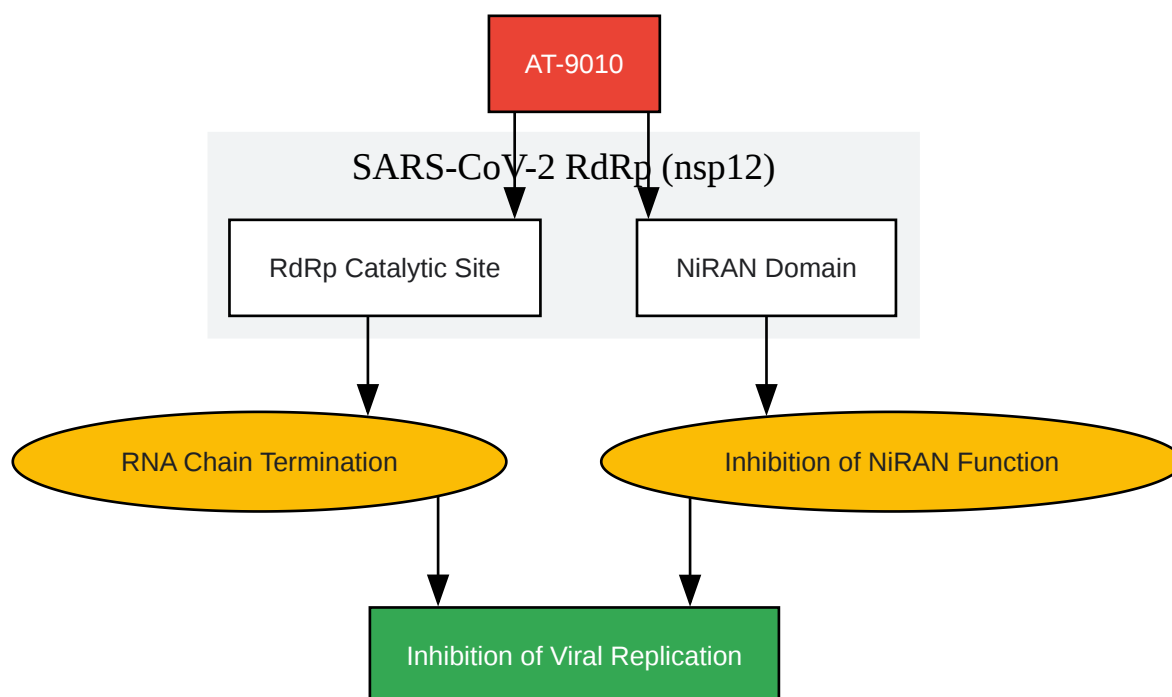 AT-9010
SARS-CoV-2 RdRp (nsp12)
RdRp Catalytic Site
NiRAN Domain
RNA Chain Termination
Inhibition of NiRAN Function
Inhibition of Viral Replication